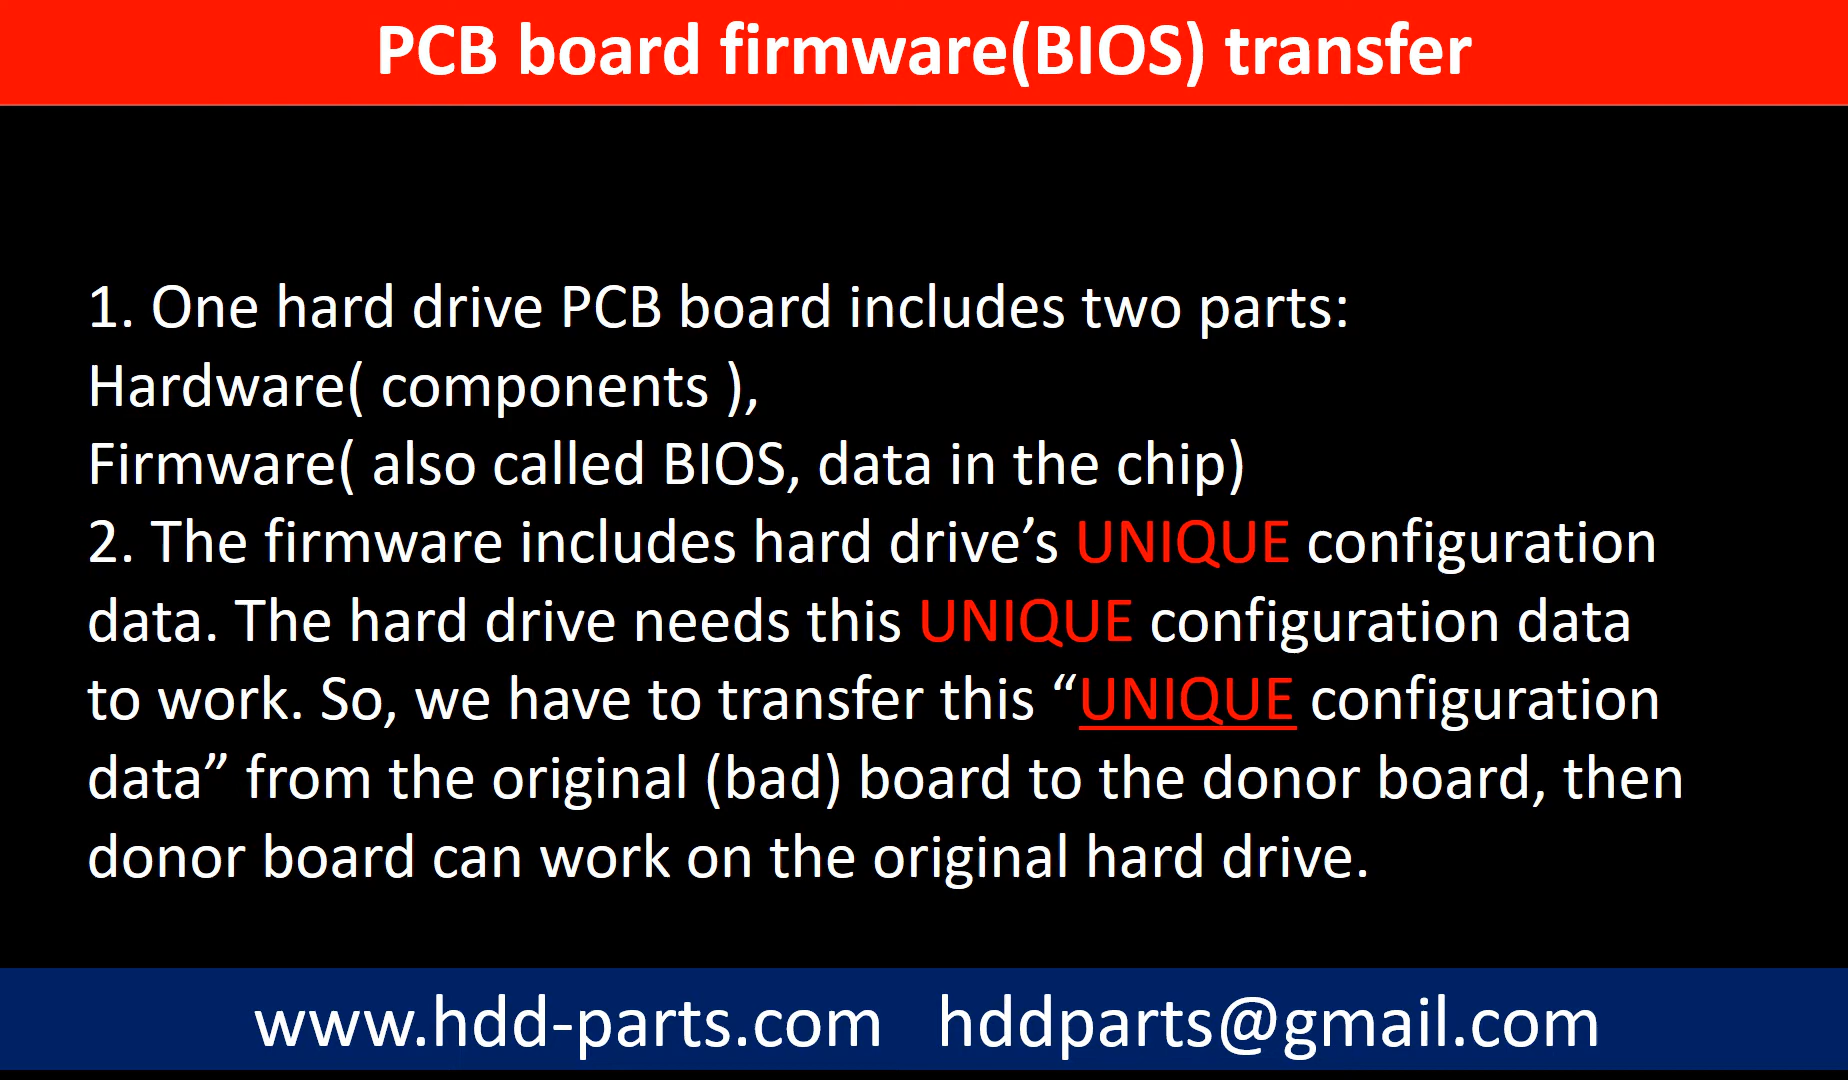 PCB board firmware(BIOS) transfer
1. One hard drive PCB board includes two parts:
Hardware( components ),
Firmware( also called BIOS, data in the chip)
2. The firmware includes hard drive’s UNIQUE configuration
data. The hard drive needs this UNIQUE configuration data
to work. So, we have to transfer this “UNIQUE configuration
data” from the original (bad) board to the donor board, then
donor board can work on the original hard drive.
www.hdd-parts.com hddparts@gmail.com